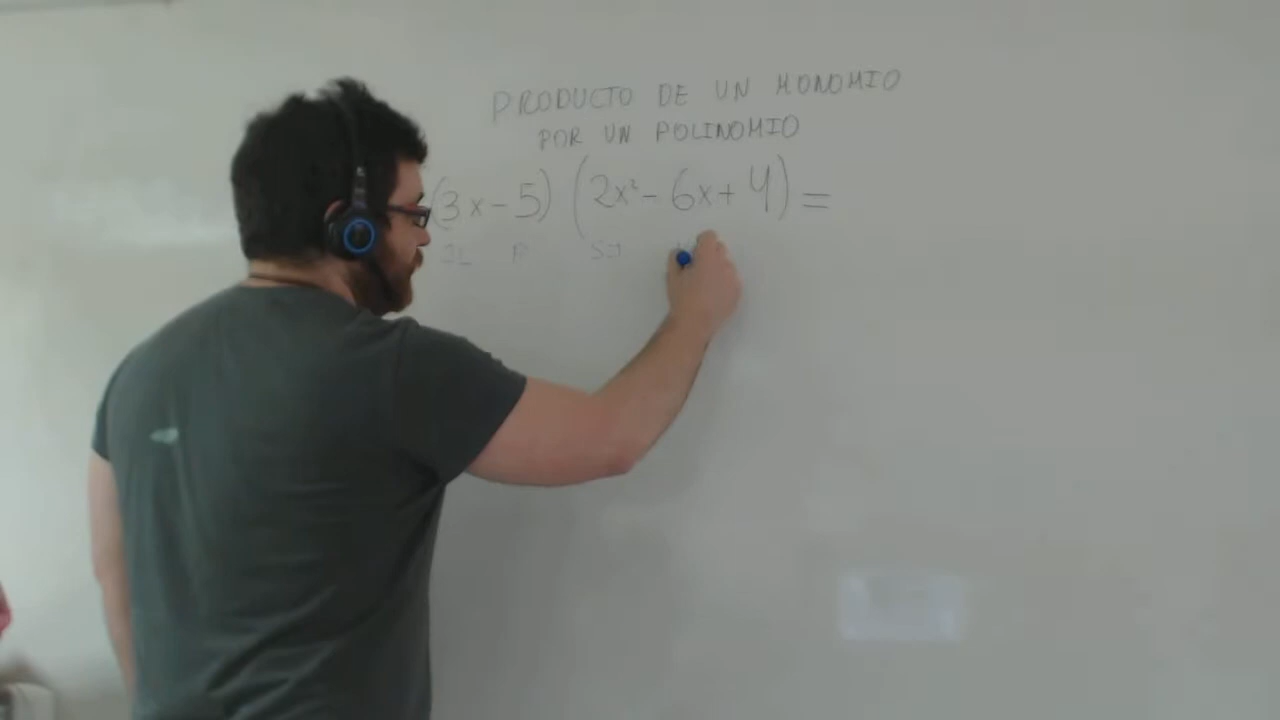 PRODUCTO DE UN MONOMIO
POR UN POLINOMIO
(3x-5) (2x²-6x+4)=